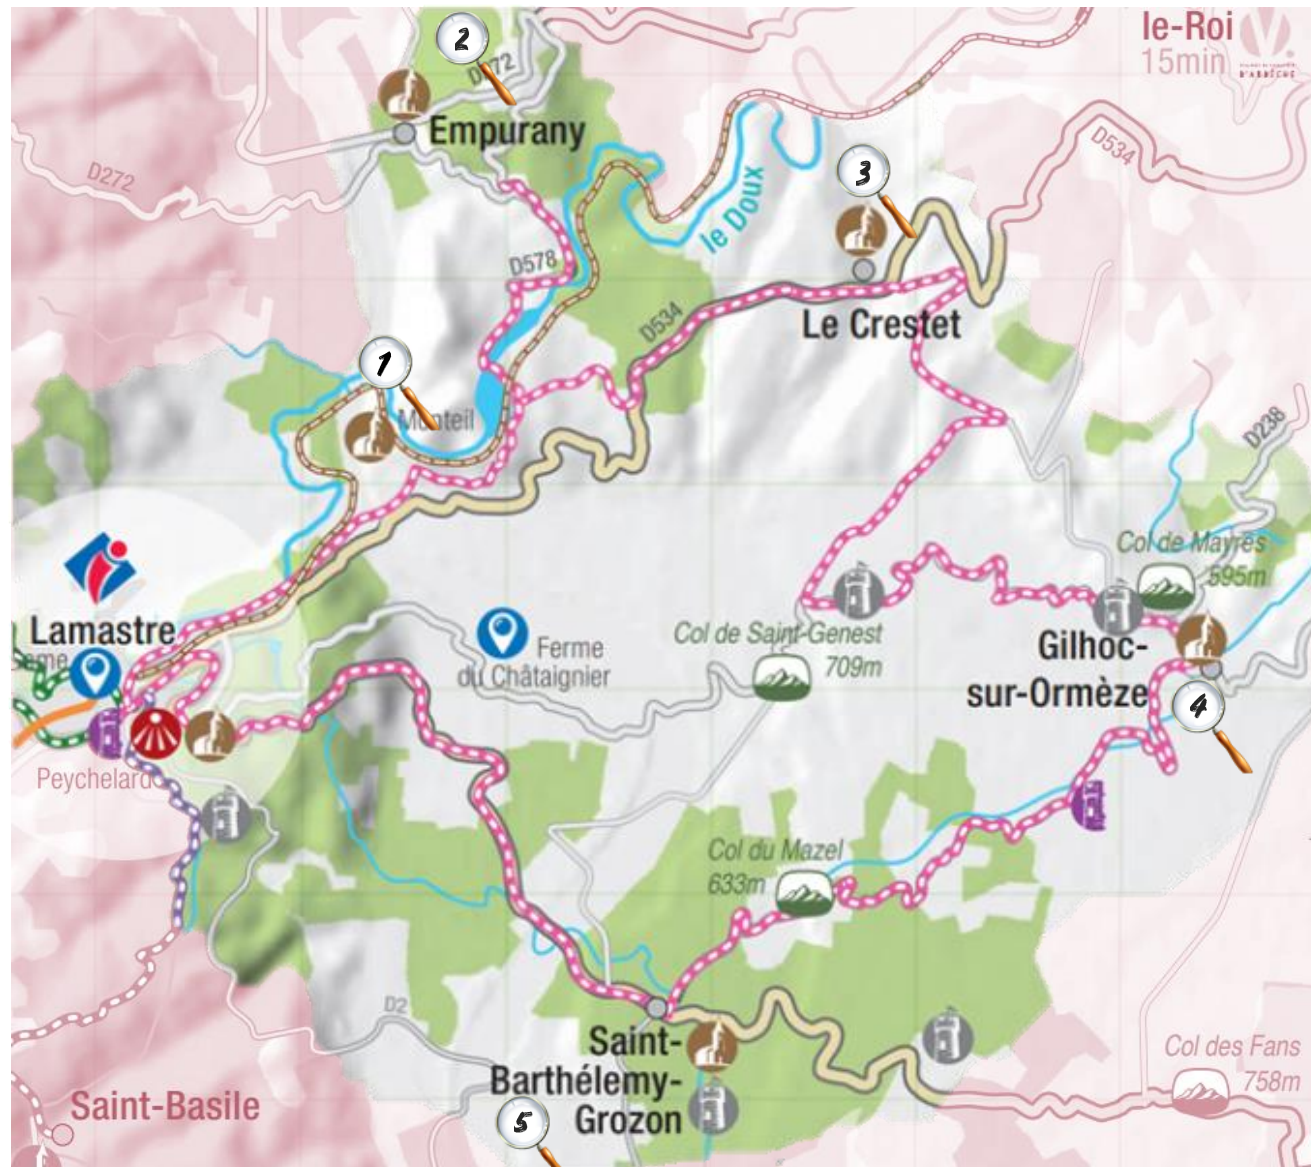 2
D272
Empurany
le-Roi
15min
D'ARDÈCHE
D534
D272
3
le Doux
D578
D534
Le Crestet
1
Monteil
D238
Col de Mayres
595m
Lamastre
Ferme
du Châtaignier
Col de Saint-Genest
709m
Gilhoc-
sur-Ormèze
4
Peychelard
Col du Mazel
633m
D2
Saint-
Barthélemy-
Grozon
5
Col des Fans
758m
Saint-Basile